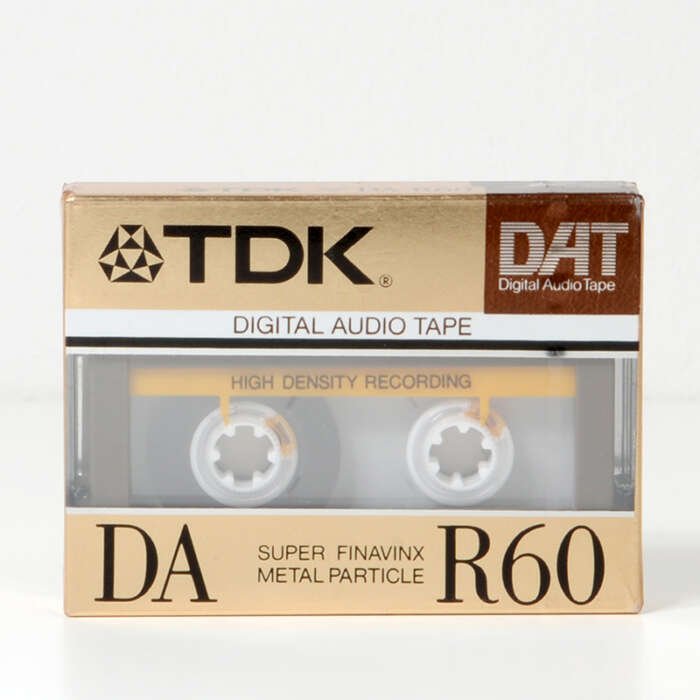 TDK®
DAT
Digital Audio Tape
DIGITAL AUDIO TAPE
HIGH DENSITY RECORDING
DA
SUPER FINAVINX
METAL PARTICLE
R60